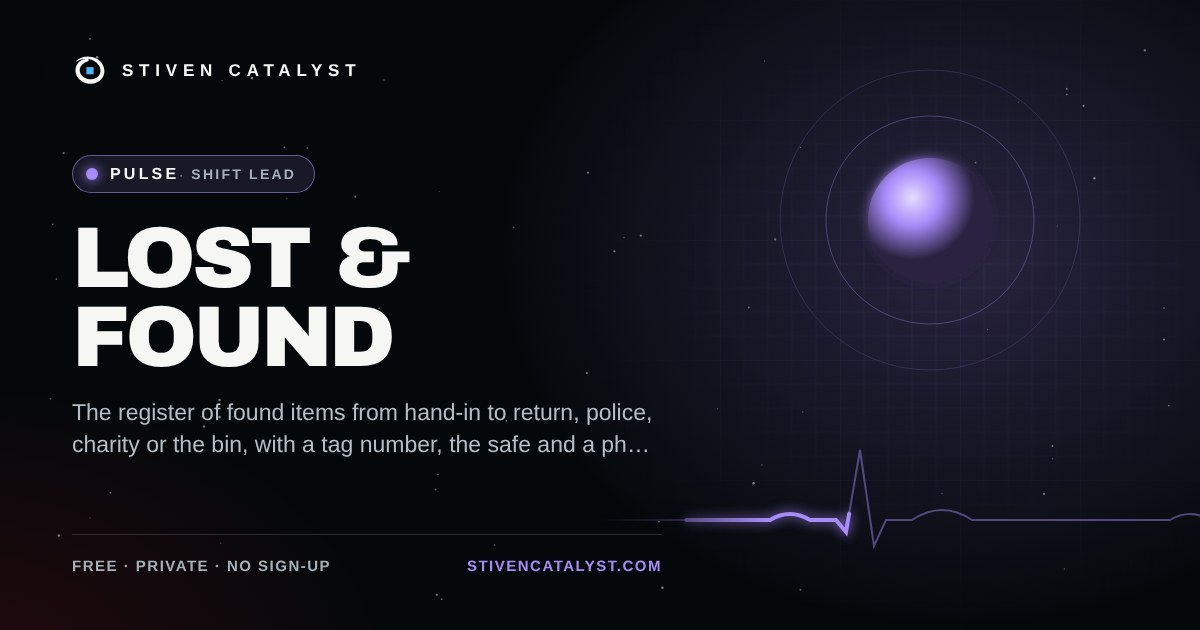 STIVEN CATALYST
PULSE · SHIFT LEAD
LOST &
FOUND
The register of found items from hand-in to return, police,
charity or the bin, with a tag number, the safe and a ph…
FREE · PRIVATE · NO SIGN-UP
STIVENCATALYST.COM